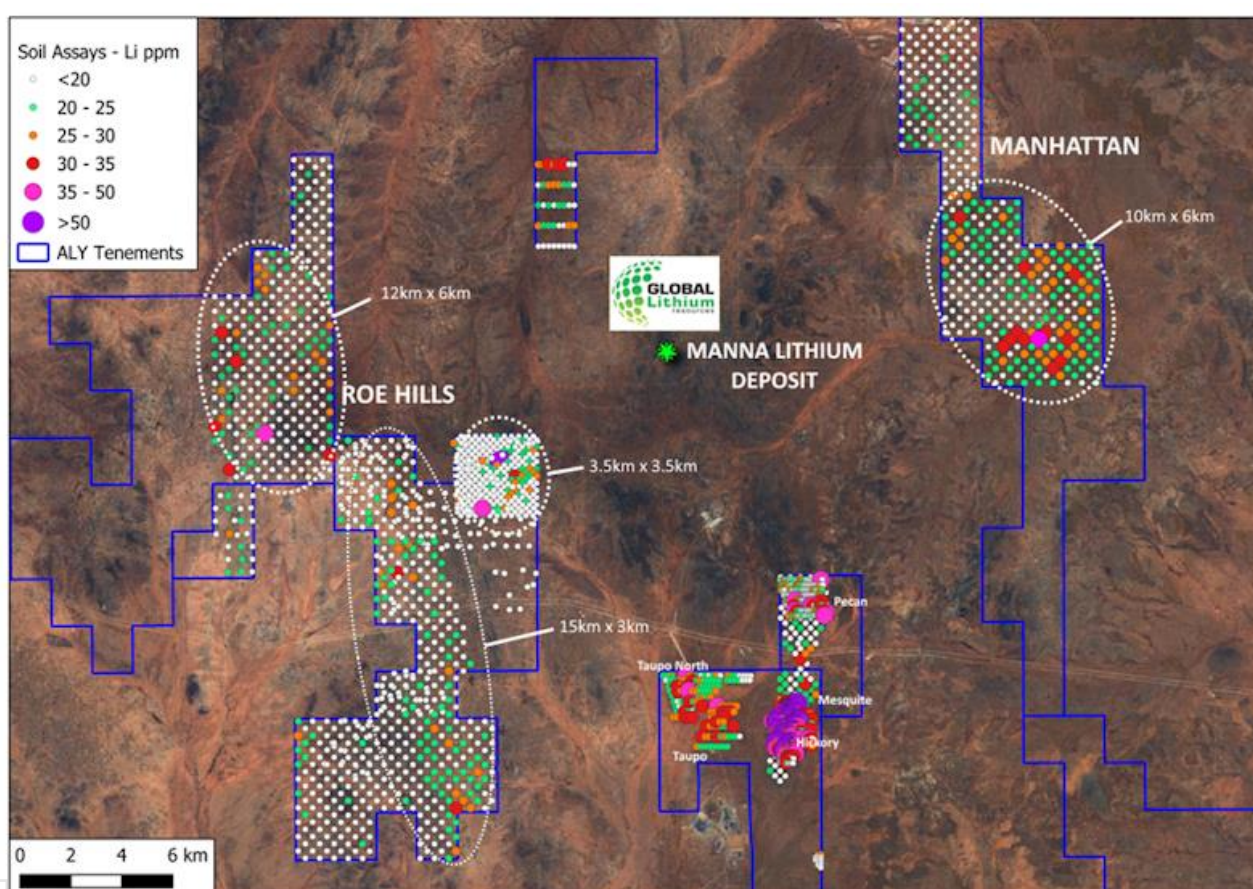 Soil Assays - Li ppm
<20
20 - 25
25 - 30
30 - 35
35 - 50
>50
ALY Tenements
MANHATTAN
10km x 6km
12km x 6km
GLOBAL
Lithium
resources
MANNA LITHIUM
DEPOSIT
ROE HILLS
3.5km x 3.5km
Pecan
15km x 3km
Taupo North
Mesquite
Hickory
Taupo
0 2 4 6 km